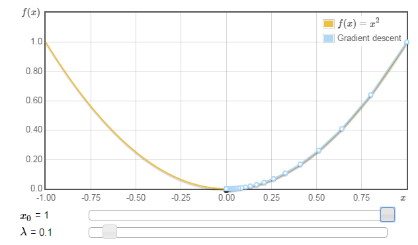 f(x)
f(x) = x²
Gradient descent
1.0
0.80
0.60
0.40
0.20
0.0
-1.00 -0.75 -0.50 -0.25 0.00 0.25 0.50 0.75 x
x₀ = 1
λ = 0.1